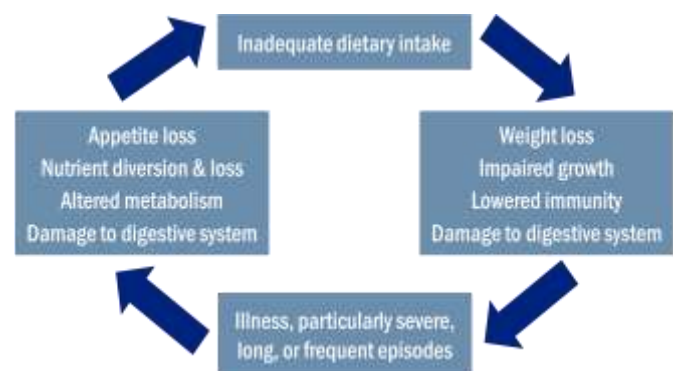 Inadequate dietary intake
Appetite loss
Nutrient diversion & loss
Altered metabolism
Damage to digestive system
Weight loss
Impaired growth
Lowered immunity
Damage to digestive system
Illness, particularly severe,
long, or frequent episodes